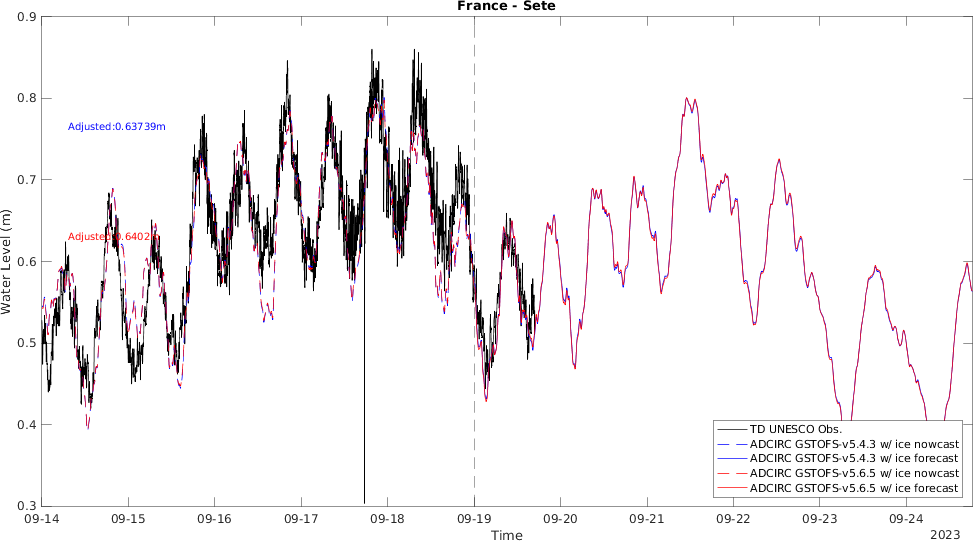 France - Sete
0.9
0.8
0.7
0.6
0.5
0.4
0.3
Water Level (m)
Adjusted:0.63739m
09-14
09-15
09-16
09-17
09-18
09-19
09-20
09-21
09-22
09-23
09-24
Time
2023
TD UNESCO Obs.
ADCIRC GSTOFS-v5.4.3 w/ ice nowcast
ADCIRC GSTOFS-v5.4.3 w/ ice forecast
ADCIRC GSTOFS-v5.6.5 w/ ice nowcast
ADCIRC GSTOFS-v5.6.5 w/ ice forecast